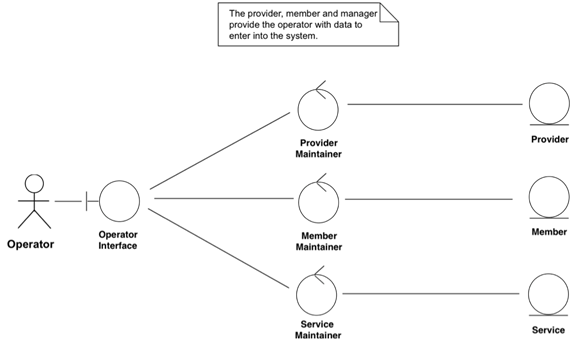 The provider, member and manager
provide the operator with data to
enter into the system.
Provider
Maintainer
Provider
Operator
Operator
Interface
Member
Maintainer
Member
Service
Maintainer
Service